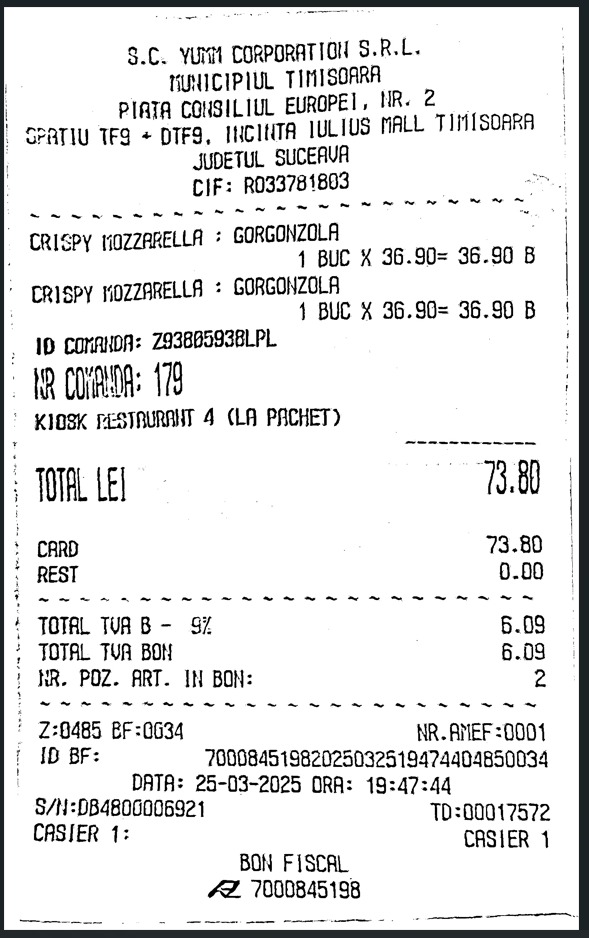 S.C. YUMM CORPORATION S.R.L.
MUNICIPIUL TIMISOARA
PIATA CONSILIUL EUROPEI, NR. 2
SPATIU TF9 + DTF9, INCINTA IULIUS MALL TIMISOARA
JUDETUL SUCEAVA
CIF: RO33781803
CRISPY MOZZARELLA : GORGONZOLA
1 BUC X 36.90= 36.90 B
CRISPY MOZZARELLA : GORGONZOLA
1 BUC X 36.90= 36.90 B
ID COMANDA: Z9380593BLPL
NR COMANDA: 179
KIOSK RESTAURANT 4 (LA PACHET)
TOTAL LEI 73.80
CARD 73.80
REST 0.00
TOTAL TVA B - 9% 6.09
TOTAL TVA BON 6.09
NR. POZ. ART. IN BON: 2
Z:0485 BF:0034 NR.AMEF:0001
ID BF: 70008451982025032519474404850034
DATA: 25-03-2025 ORA: 19:47:44
S/N:DB4800006921 TD:00017572
CASIER 1: CASIER 1
BON FISCAL
7000845198